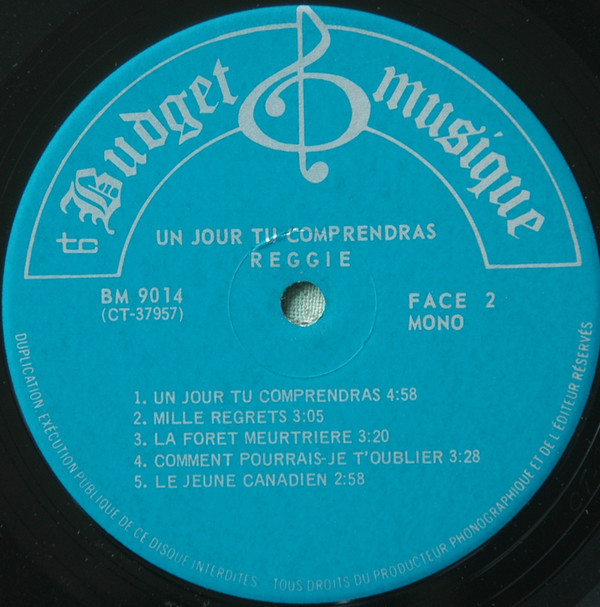 Budget musique
UN JOUR TU COMPRENDRAS
REGGIE
BM 9014
(CT-37957)
FACE 2
MONO
1. UN JOUR TU COMPRENDRAS 4:58
2. MILLE REGRETS 3:05
3. LA FORET MEURTRIERE 3:20
4. COMMENT POURRAIS-JE T'OUBLIER 3:28
5. LE JEUNE CANADIEN 2:58
DUPLICATION EXÉCUTION PUBLIQUE DE CE DISQUE INTERDITES TOUS DROITS DU PRODUCTEUR PHONOGRAPHIQUE ET DE L'ÉDITEUR RÉSERVÉS